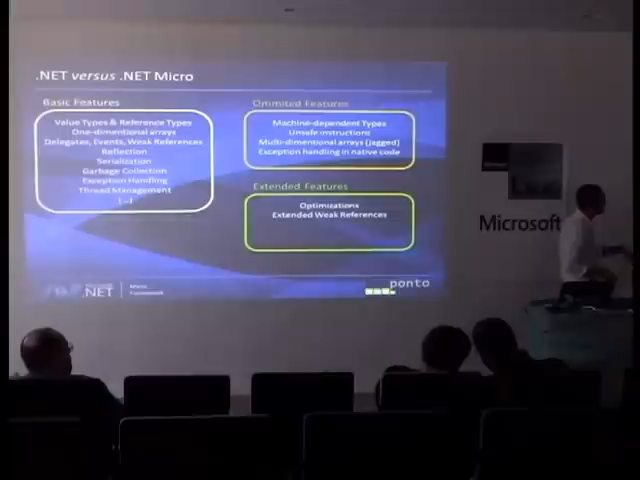 .NET versus .NET Micro
Basic Features
Value Types & Reference Types
One-dimentional arrays
Delegates, Events, Weak References
Reflection
Serialization
Garbage Collection
Exception Handling
Thread Management
(...)
Ommited Features
Machine-dependent Types
Unsafe instructions
Multi-dimentional arrays (jagged)
Exception handling in native code
Extended Features
Optimizations
Extended Weak References
.NET
Micro
Framework
ponto
Microsoft